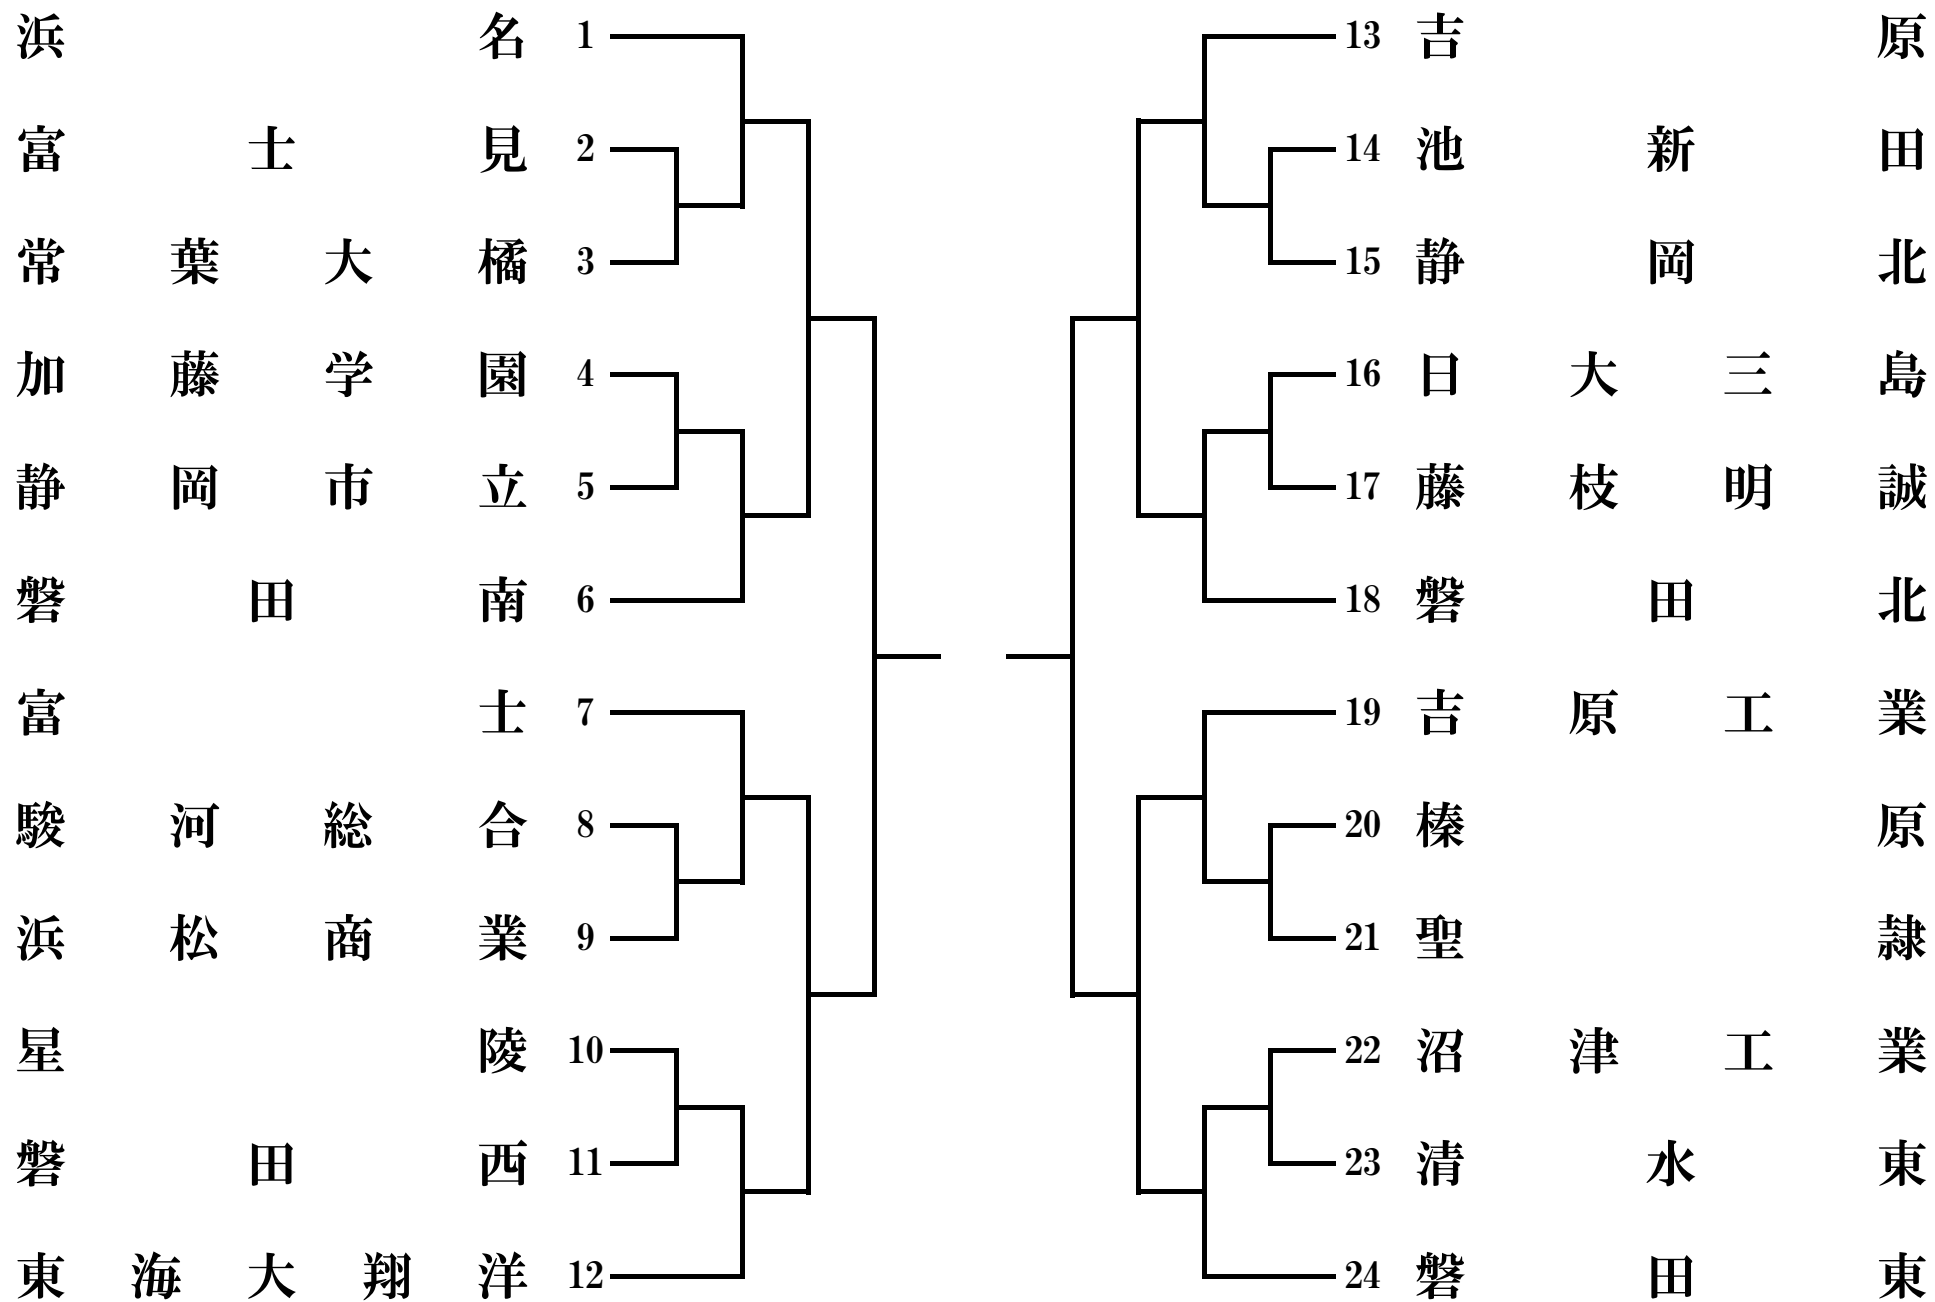 浜名 1
富士見 2
常葉大橘 3
加藤学園 4
静岡市立 5
磐田南 6
富士 7
駿河総合 8
浜松商業 9
星陵 10
磐田西 11
東海大翔洋 12
13 吉原
14 池新田
15 静岡北
16 日大三島
17 藤枝明誠
18 磐田北
19 吉原工業
20 榛原
21 聖隷
22 沼津工業
23 清水東
24 磐田東